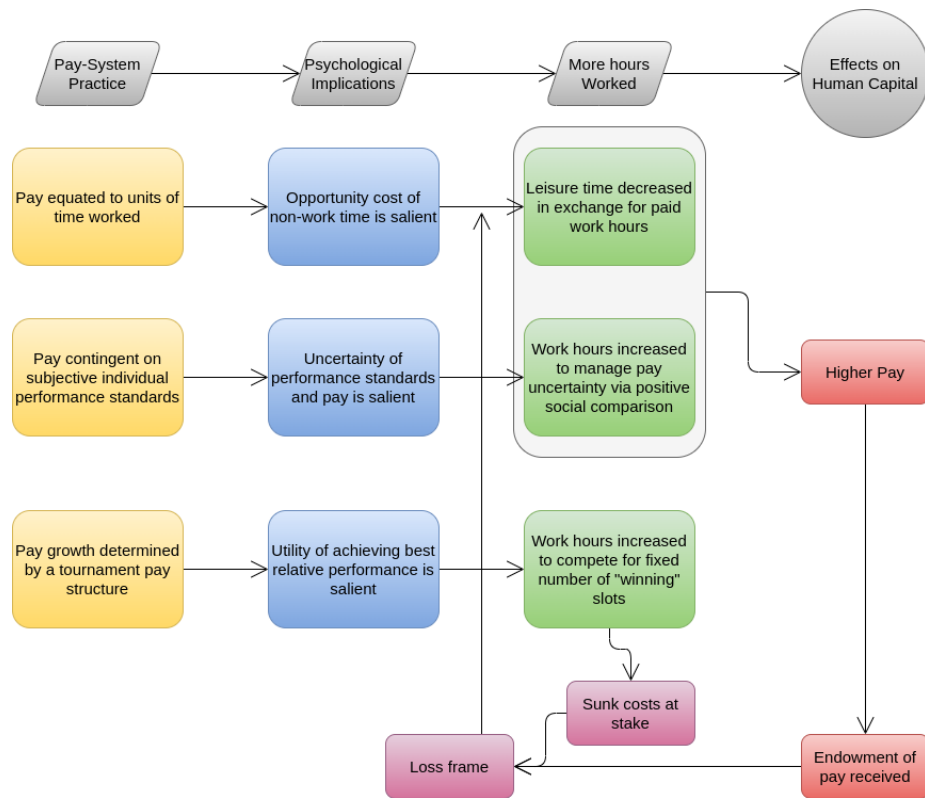 Pay-System
Practice
Psychological
Implications
More hours
Worked
Effects on
Human Capital
Pay equated to units of
time worked
Opportunity cost of
non-work time is salient
Leisure time decreased
in exchange for paid
work hours
Pay contingent on
subjective individual
performance standards
Uncertainty of
performance standards
and pay is salient
Work hours increased
to manage pay
uncertainty via positive
social comparison
Higher Pay
Pay growth determined
by a tournament pay
structure
Utility of achieving best
relative performance is
salient
Work hours increased
to compete for fixed
number of "winning"
slots
Sunk costs at
stake
Loss frame
Endowment of
pay received